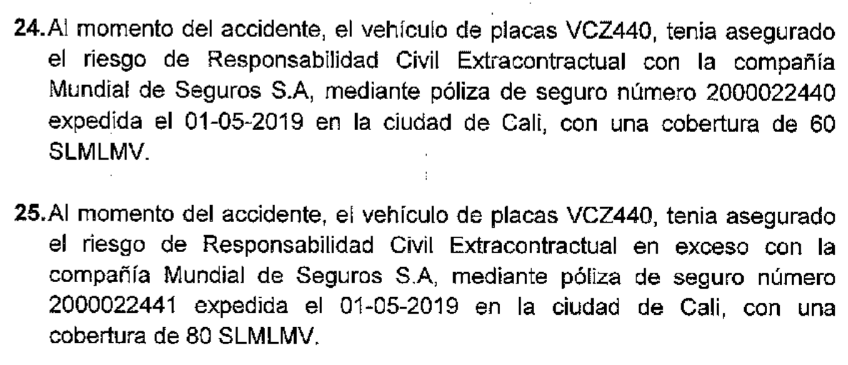 24.Al momento del accidente, el vehículo de placas VCZ440, tenia asegurado
el riesgo de Responsabilidad Civil Extracontractual con la compañía
Mundial de Seguros S.A, mediante póliza de seguro número 2000022440
expedida el 01-05-2019 en la ciudad de Cali, con una cobertura de 60
SLMLMV.
25.Al momento del accidente, el vehículo de placas VCZ440, tenia asegurado
el riesgo de Responsabilidad Civil Extracontractual en exceso con la
compañía Mundial de Seguros S.A, mediante póliza de seguro número
2000022441 expedida el 01-05-2019 en la ciudad de Cali, con una
cobertura de 80 SLMLMV.